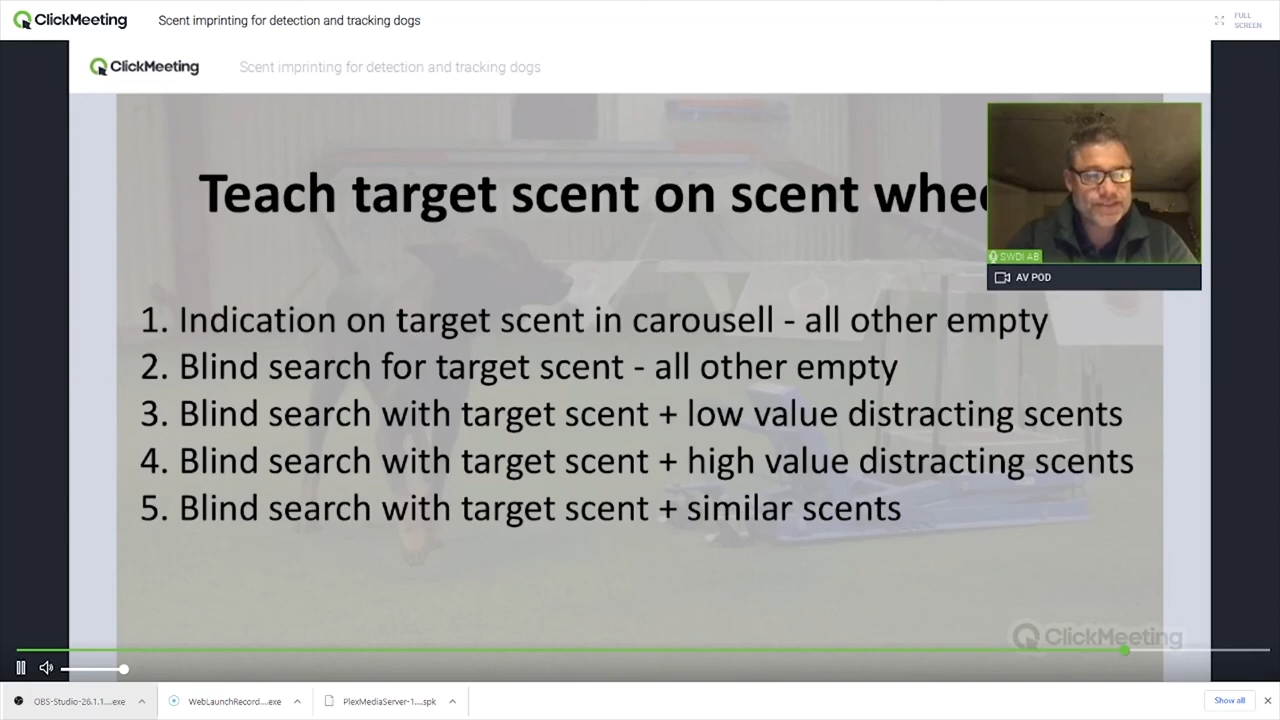 ClickMeeting
Scent imprinting for detection and tracking dogs
FULL
SCREEN
ClickMeeting
Scent imprinting for detection and tracking dogs
Teach target scent on scent
SWDI AB
AV POD
1. Indication on target scent in carousell - all other empty
2. Blind search for target scent - all other empty
3. Blind search with target scent + low value distracting scents
4. Blind search with target scent + high value distracting scents
5. Blind search with target scent + similar scents
ClickMeeting
OBS-Studio-26.1.1....exe
WebLaunchRecord....exe
PlexMediaServer-1....spk
Show all